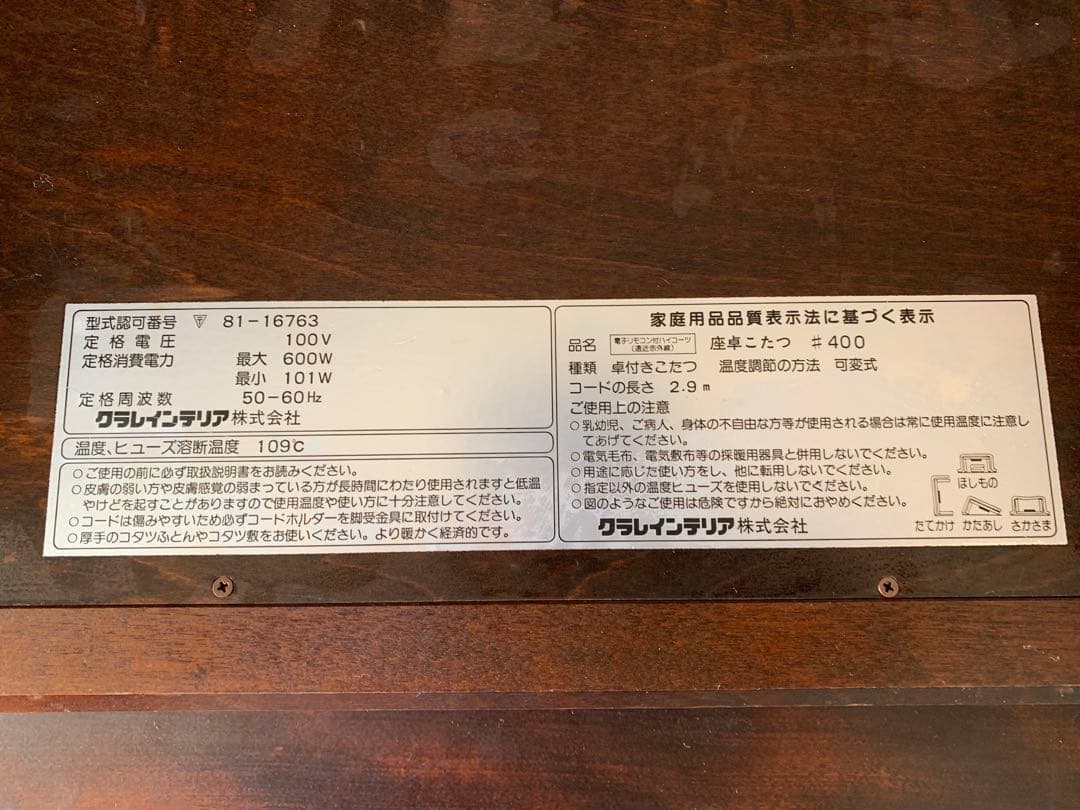 型式認可番号 〒 81-16763
定格電圧 100V
定格消費電力 最大 600W
最小 101W
定格周波数 50-60Hz
クラレインテリア株式会社
温度、ヒューズ溶断温度 109℃
○ご使用の前に必ず取扱説明書をお読みください。
○皮膚の弱い方や皮膚感覚の弱まっている方が長時間にわたり使用されますと低温
やけどを起すことがありますので使用温度や使い方に十分注意してください。
○コードは傷みやすいため必ずコードホルダーを脚受金具に取付けてください。
○厚手のコタツふとんやコタツ敷をお使いください。より暖かく経済的です。
家庭用品品質表示法に基づく表示
品名 電子リモコン付ハイコーツ (遠近赤外線) 座卓こたつ #400
種類 卓付きこたつ 温度調節の方法 可変式
コードの長さ 2.9m
ご使用上の注意
○乳幼児、ご病人、身体の不自由な方等が使用される場合は常に使用温度に注意し
てあげてください。
○電気毛布、電気敷布等の採暖用器具と併用しないでください。
○用途に応じた使い方をし、他に転用しないでください。
○指定以外の温度ヒューズを使用しないでください。
○図のようなご使用は危険ですから絶対におやめください。
クラレインテリア株式会社
ほしもの
たてかけ かたあし さかさま